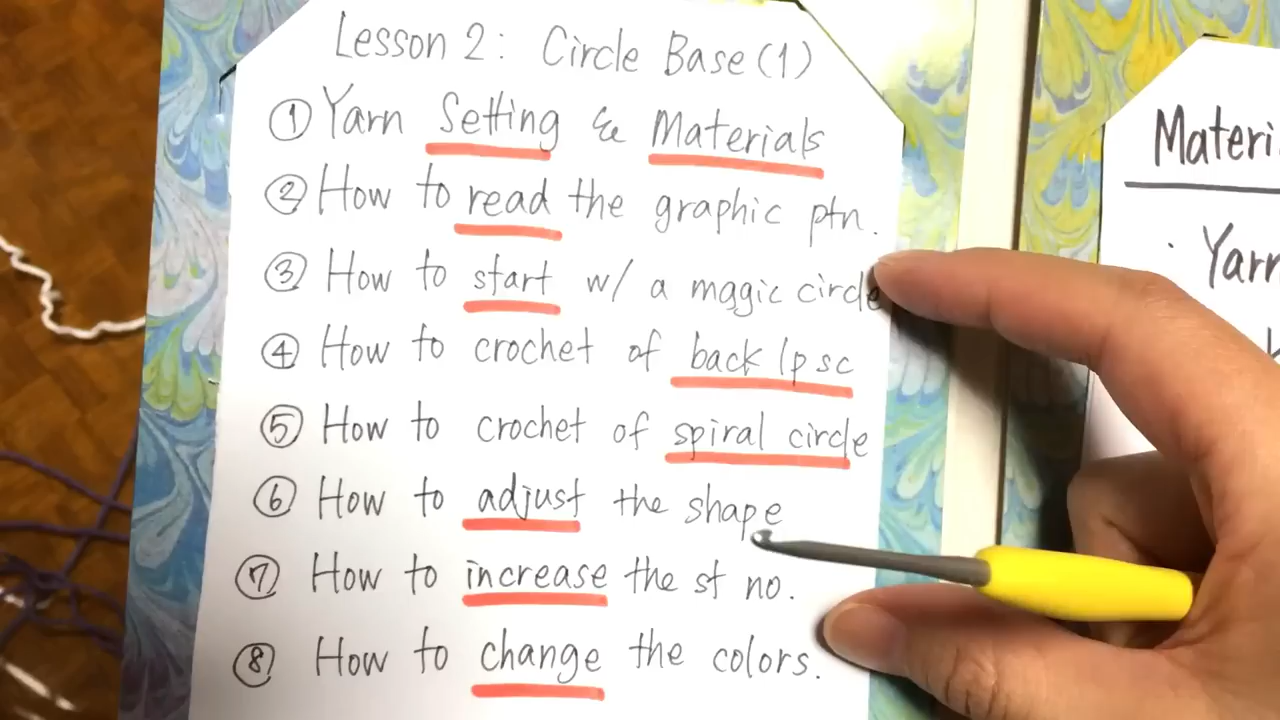 Lesson 2: Circle Base (1)
① Yarn Setting & Materials
② How to read the graphic ptn.
③ How to start w/ a magic circle
④ How to crochet of back lp sc
⑤ How to crochet of spiral circle
⑥ How to adjust the shape
⑦ How to increase the st no.
⑧ How to change the colors.
Materi
· Yarn